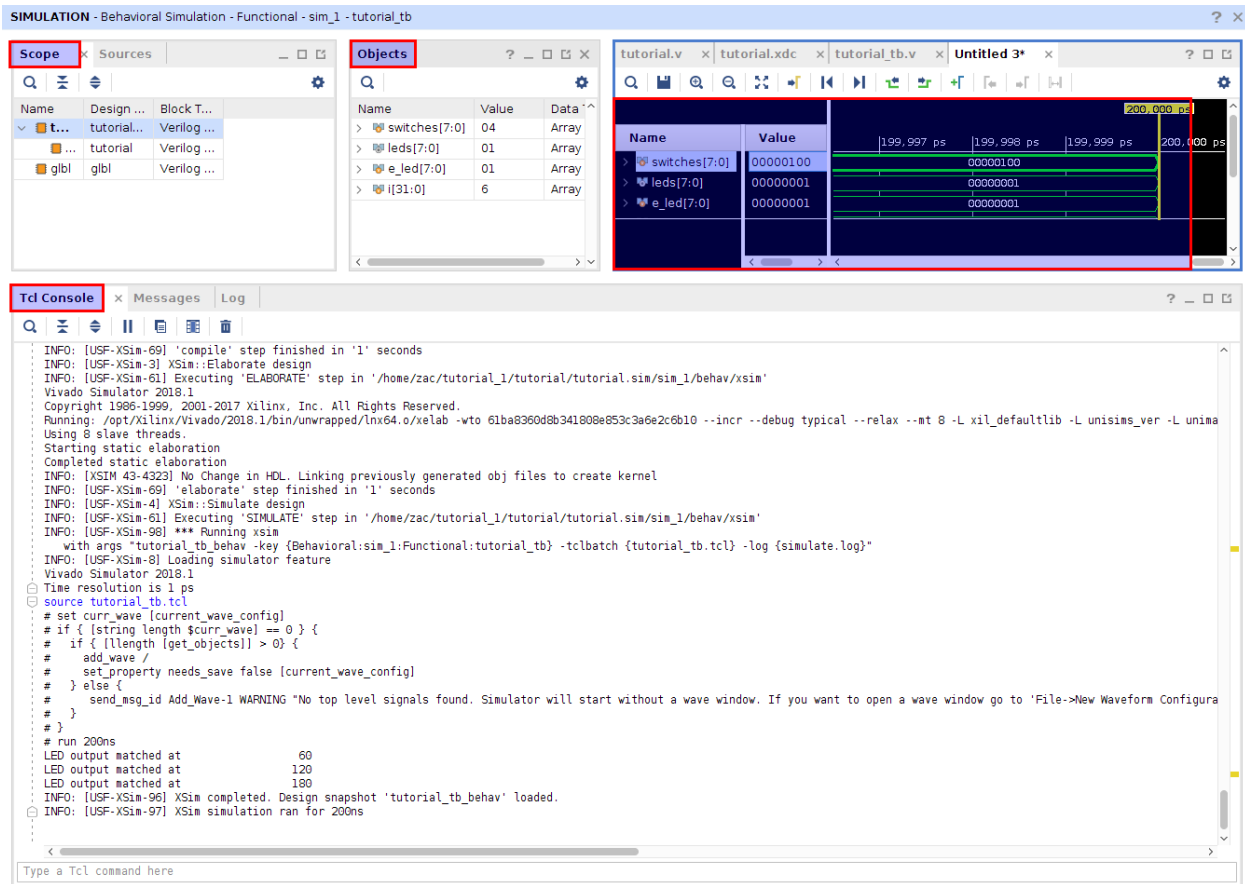 SIMULATION - Behavioral Simulation - Functional - sim_1 - tutorial_tb
Scope
Sources
Name Design ... Block T...
t... tutorial... Verilog ...
... tutorial Verilog ...
glbl glbl Verilog ...
Objects
Name Value Data
switches[7:0] 04 Array
leds[7:0] 01 Array
e_led[7:0] 01 Array
i[31:0] 6 Array
tutorial.v tutorial.xdc tutorial_tb.v Untitled 3*
200,000 ps
Name Value
199,997 ps 199,998 ps 199,999 ps 200,000 ps
switches[7:0] 00000100 00000100
leds[7:0] 00000001 00000001
e_led[7:0] 00000001 00000001
Tcl Console Messages Log
INFO: [USF-XSim-69] 'compile' step finished in '1' seconds
INFO: [USF-XSim-3] XSim::Elaborate design
INFO: [USF-XSim-61] Executing 'ELABORATE' step in '/home/zac/tutorial_1/tutorial/tutorial.sim/sim_1/behav/xsim'
Vivado Simulator 2018.1
Copyright 1986-1999, 2001-2017 Xilinx, Inc. All Rights Reserved.
Running: /opt/Xilinx/Vivado/2018.1/bin/unwrapped/lnx64.o/xelab -wto 61ba8360d8b341808e853c3a6e2c6b10 --incr --debug typical --relax --mt 8 -L xil_defaultlib -L unisims_ver -L unima
Using 8 slave threads.
Starting static elaboration
Completed static elaboration
INFO: [XSIM 43-4323] No Change in HDL. Linking previously generated obj files to create kernel
INFO: [USF-XSim-69] 'elaborate' step finished in '1' seconds
INFO: [USF-XSim-4] XSim::Simulate design
INFO: [USF-XSim-61] Executing 'SIMULATE' step in '/home/zac/tutorial_1/tutorial/tutorial.sim/sim_1/behav/xsim'
INFO: [USF-XSim-98] *** Running xsim
with args "tutorial_tb_behav -key {Behavioral:sim_1:Functional:tutorial_tb} -tclbatch {tutorial_tb.tcl} -log {simulate.log}"
INFO: [USF-XSim-8] Loading simulator feature
Vivado Simulator 2018.1
Time resolution is 1 ps
source tutorial_tb.tcl
# set curr_wave [current_wave_config]
# if { [string length $curr_wave] == 0 } {
#   if { [llength [get_objects]] > 0} {
#     add_wave /
#     set_property needs_save false [current_wave_config]
#   } else {
#      send_msg_id Add_Wave-1 WARNING "No top level signals found. Simulator will start without a wave window. If you want to open a wave window go to 'File->New Waveform Configura
#   }
# }
# run 200ns
LED output matched at 60
LED output matched at 120
LED output matched at 180
INFO: [USF-XSim-96] XSim completed. Design snapshot 'tutorial_tb_behav' loaded.
INFO: [USF-XSim-97] XSim simulation ran for 200ns
Type a Tcl command here